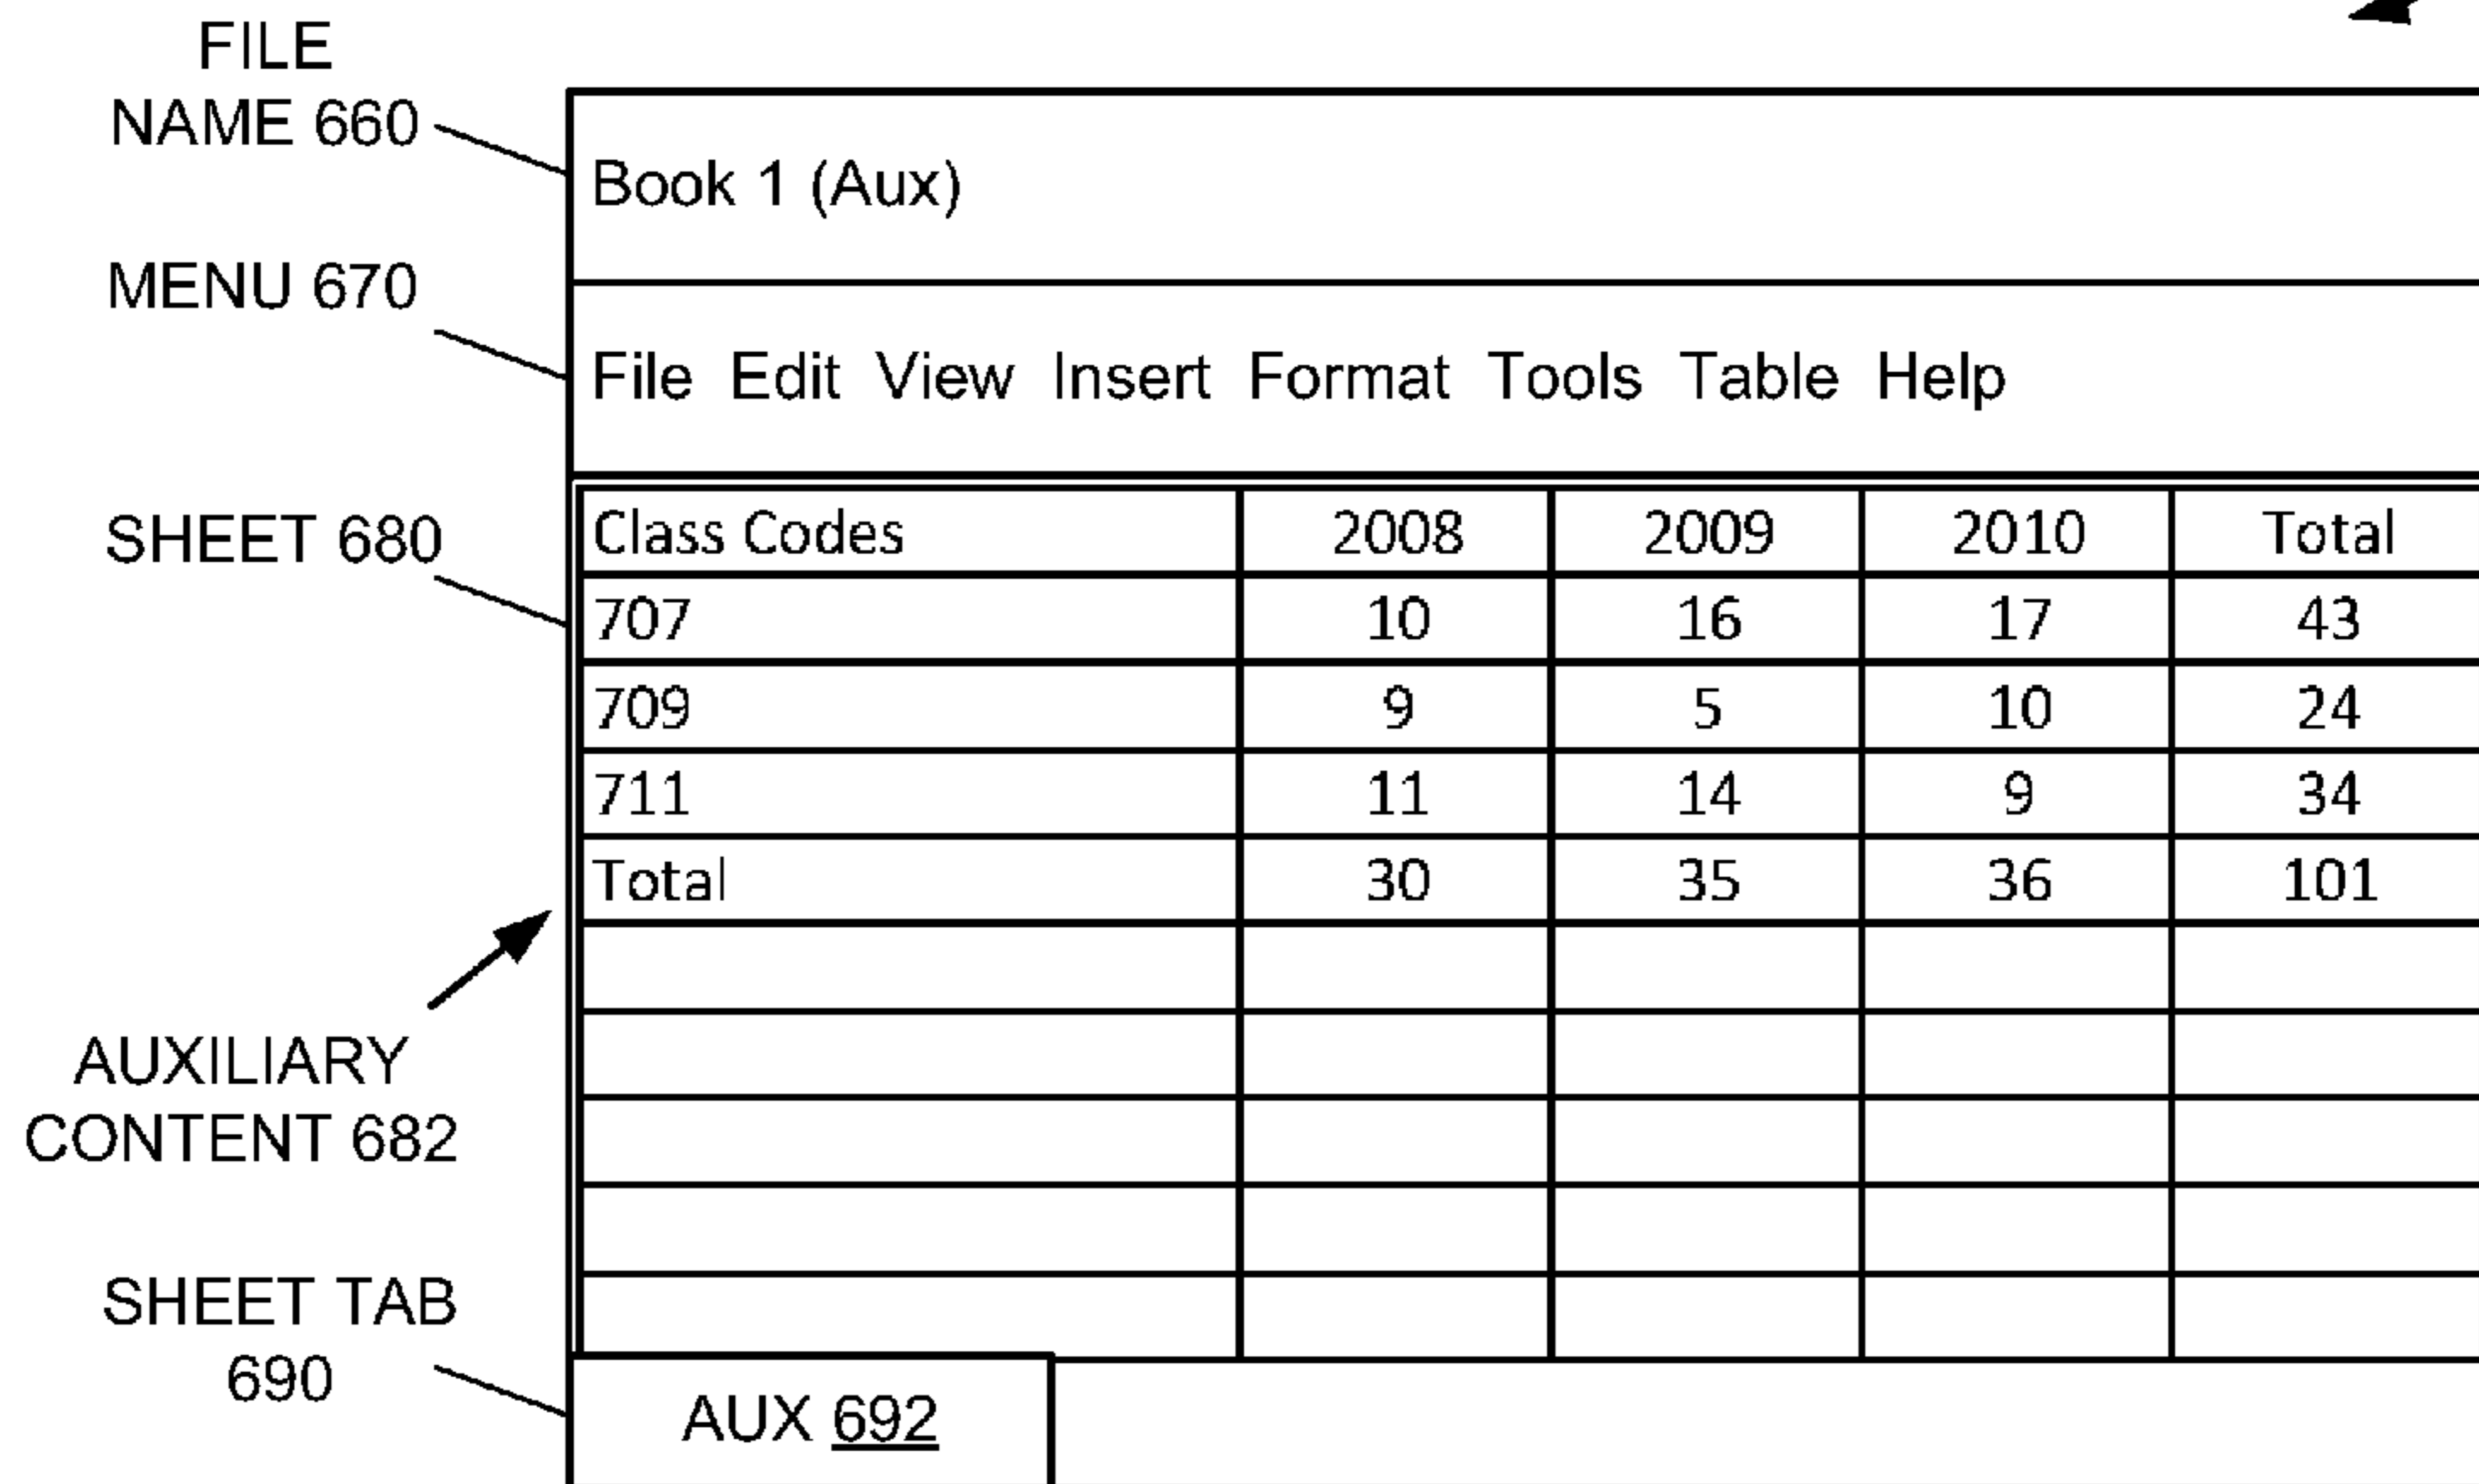 FILE
NAME 660
Book 1 (Aux)
MENU 670
File Edit View Insert Format Tools Table Help
SHEET 680
Class Codes 2008 2009 2010 Total
707 10 16 17 43
709 9 5 10 24
711 11 14 9 34
Total 30 35 36 101
AUXILIARY
CONTENT 682
SHEET TAB
690
AUX 692